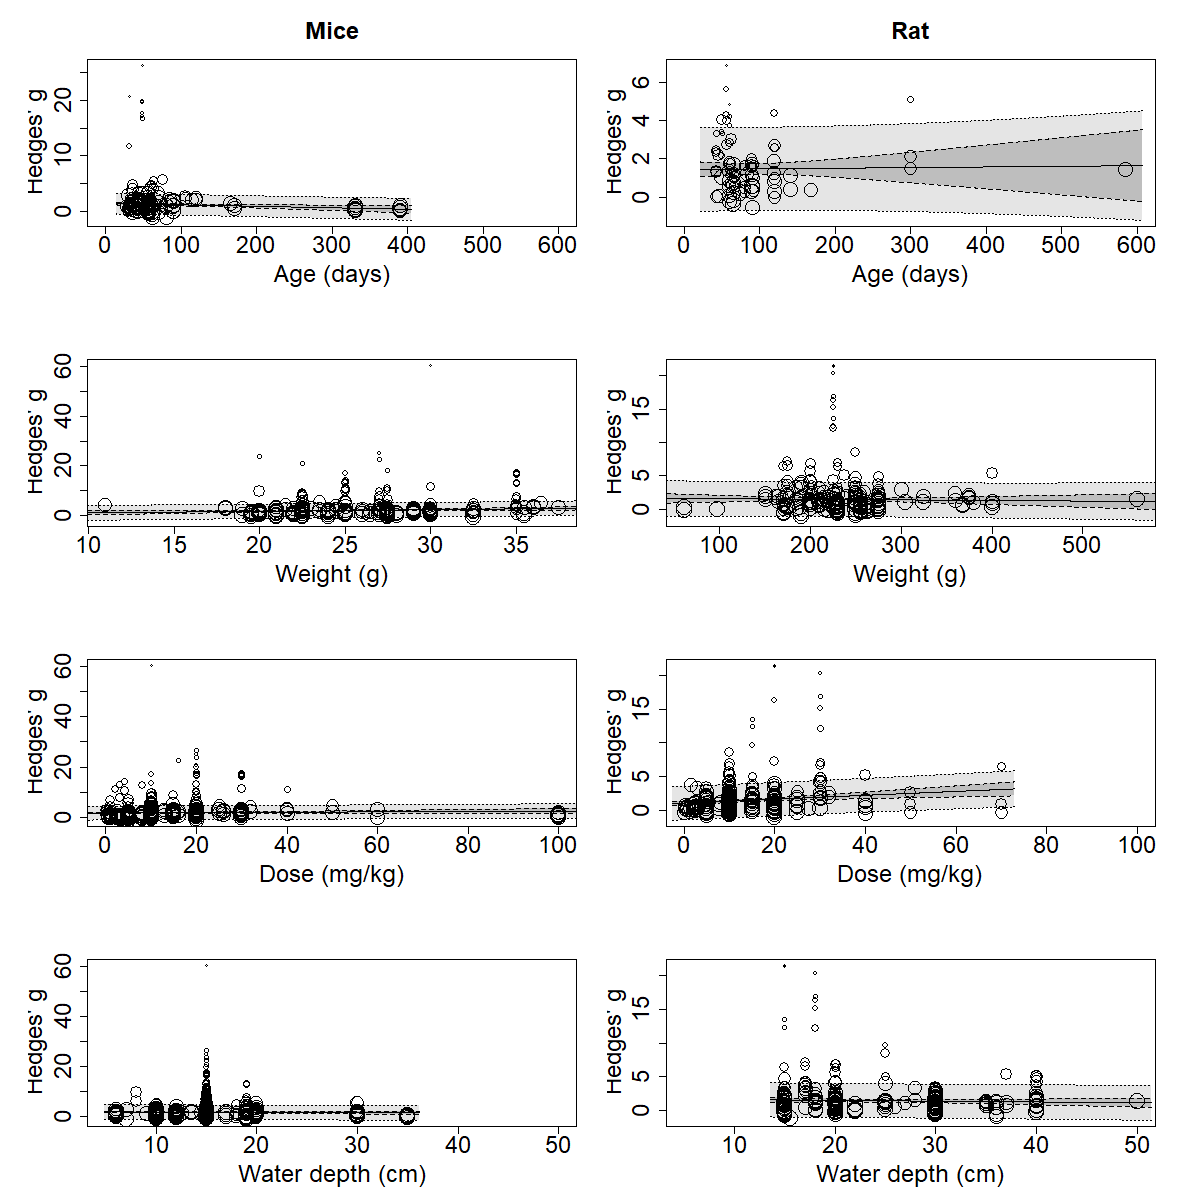 Mice
Rat
Hedges' g
0 10 20
0 100 200 300 400 500 600
Age (days)
Hedges' g
0 2 4 6
0 100 200 300 400 500 600
Age (days)
Hedges' g
0 20 40 60
10 15 20 25 30 35
Weight (g)
Hedges' g
0 5 15
100 200 300 400 500
Weight (g)
Hedges' g
0 20 40 60
0 20 40 60 80 100
Dose (mg/kg)
Hedges' g
0 5 15
0 20 40 60 80 100
Dose (mg/kg)
Hedges' g
0 20 40 60
10 20 30 40 50
Water depth (cm)
Hedges' g
0 5 15
10 20 30 40 50
Water depth (cm)